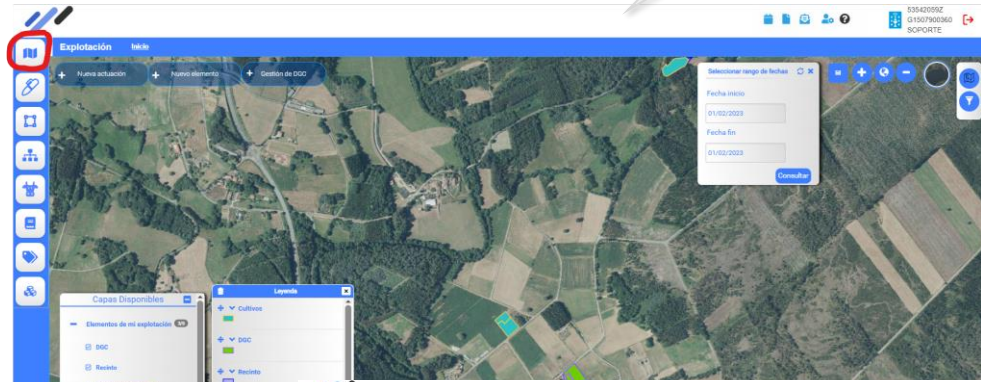 53542059Z
G1507900360
SOPORTE
Explotación Inicio
+ Nueva actuación + Nuevo elemento + Gestión de DGC
Seleccionar rango de fechas
Fecha inicio
01/02/2023
Fecha fin
01/02/2023
Consultar
Capas Disponibles
Elementos de mi explotación
DGC
Recinto
Leyenda
Cultivos
DGC
Recinto